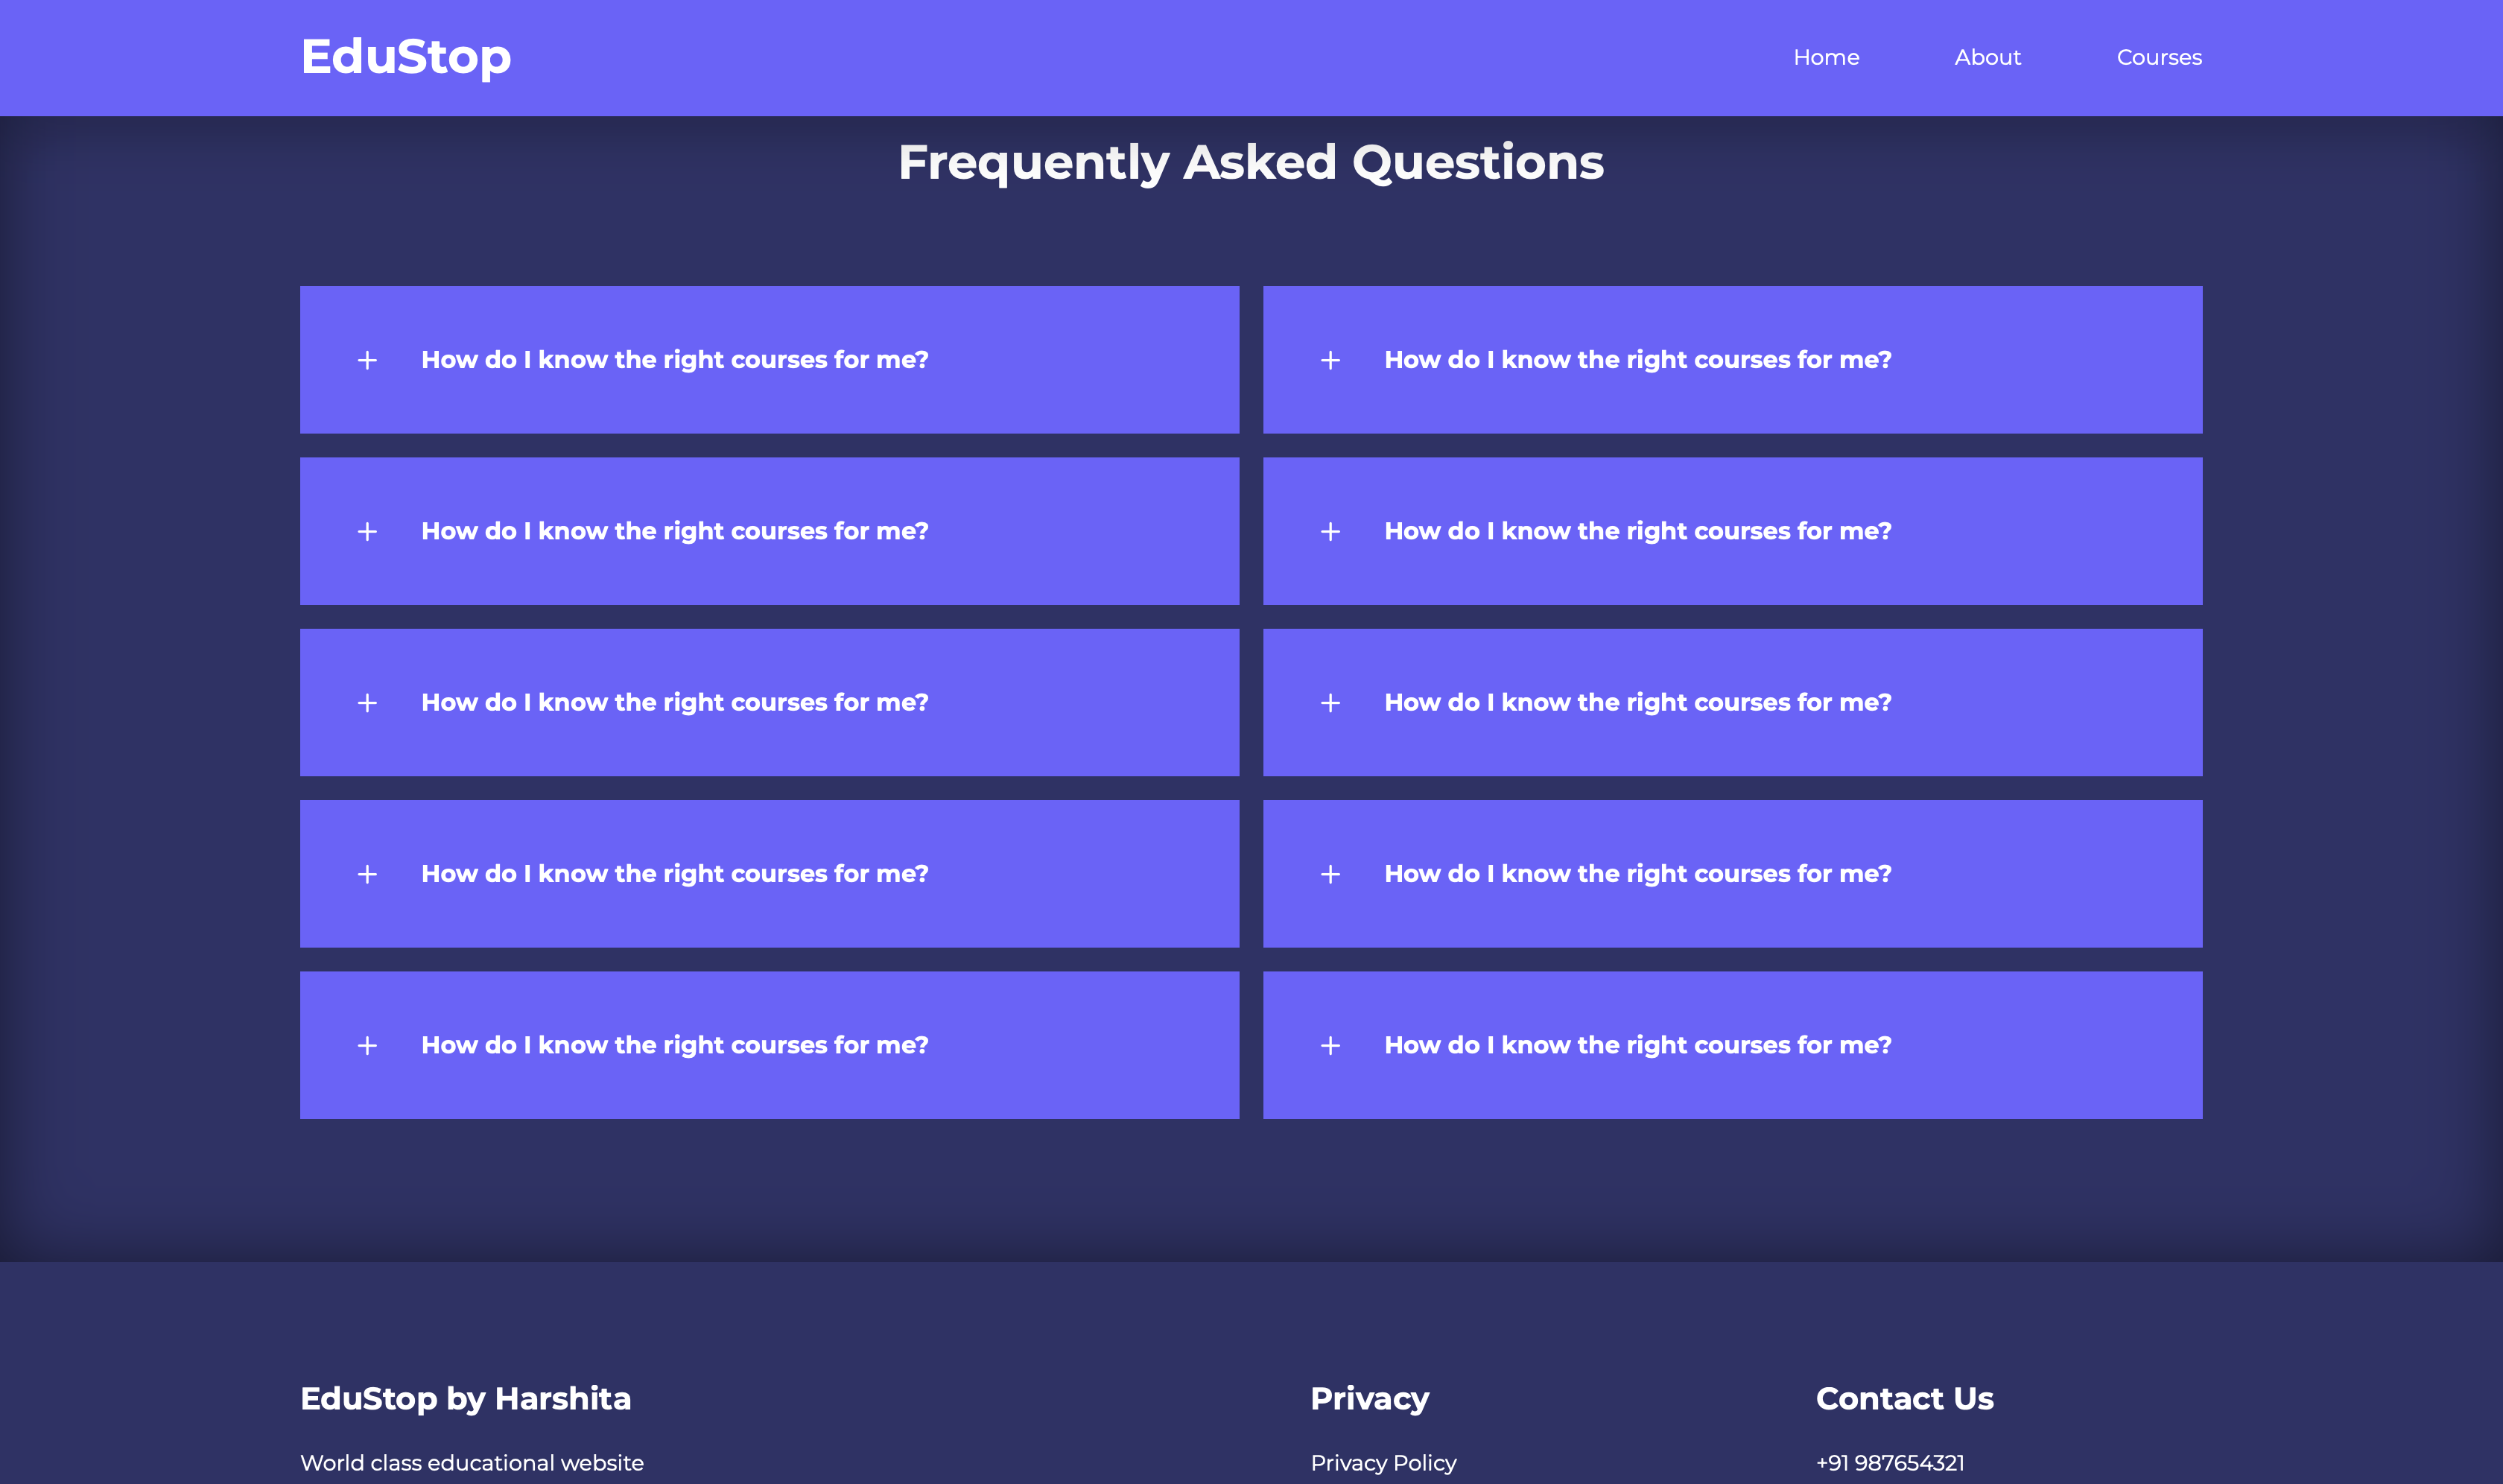 EduStop
Home About Courses
Frequently Asked Questions
+ How do I know the right courses for me?
+ How do I know the right courses for me?
+ How do I know the right courses for me?
+ How do I know the right courses for me?
+ How do I know the right courses for me?
+ How do I know the right courses for me?
+ How do I know the right courses for me?
+ How do I know the right courses for me?
+ How do I know the right courses for me?
+ How do I know the right courses for me?
EduStop by Harshita
World class educational website
Privacy
Privacy Policy
Contact Us
+91 987654321